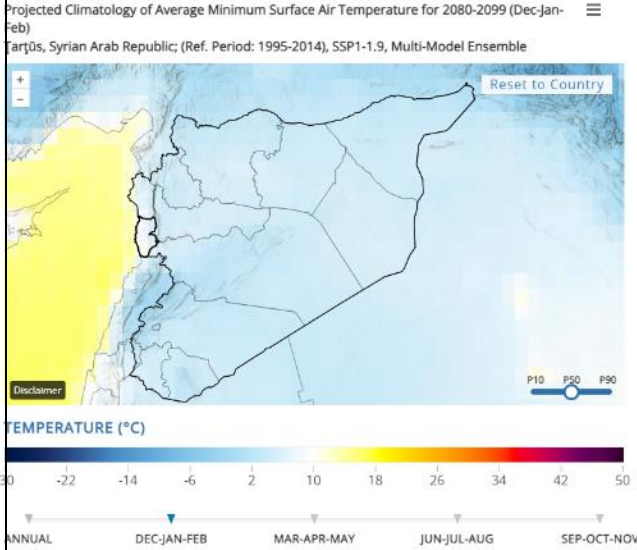 Projected Climatology of Average Minimum Surface Air Temperature for 2080-2099 (Dec-Jan-
Feb)
Ţarţūs, Syrian Arab Republic; (Ref. Period: 1995-2014), SSP1-1.9, Multi-Model Ensemble
+
Reset to Country
−
P10 P50 P90
Disclaimer
TEMPERATURE (°C)
30 -22 -14 -6 2 10 18 26 34 42 50
ANNUAL DEC-JAN-FEB MAR-APR-MAY JUN-JUL-AUG SEP-OCT-NOV